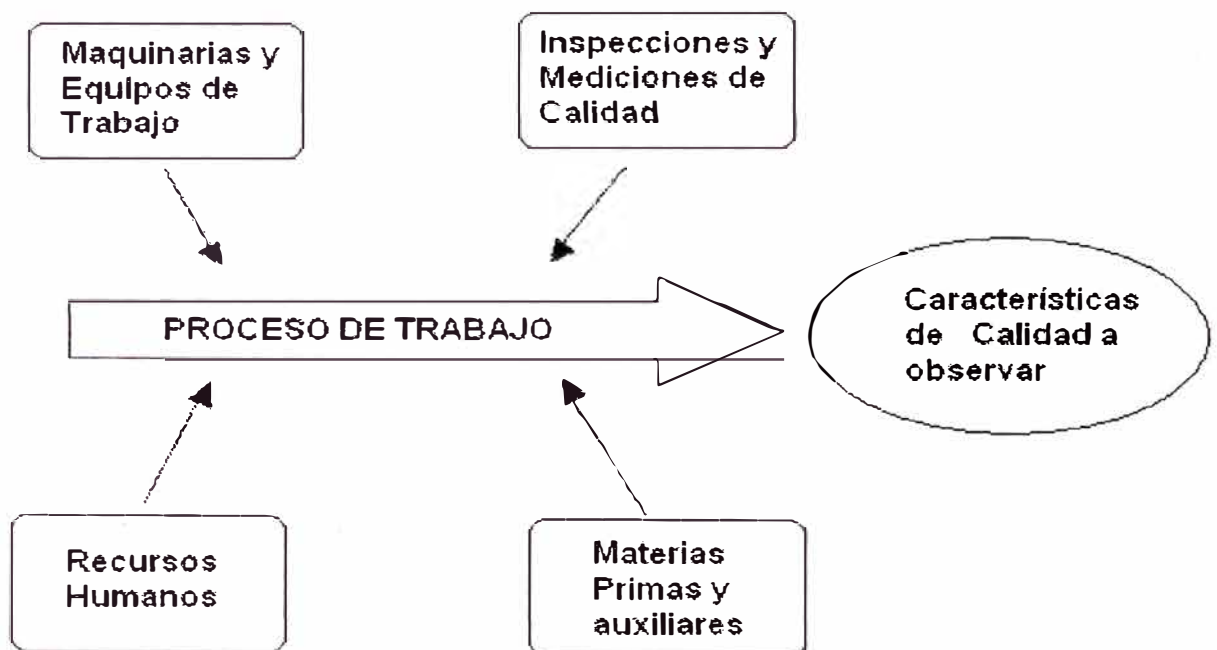 Maquinarias y
Equipos de
Trabajo
Inspecciones y
Mediciones de
Calidad
PROCESO DE TRABAJO
Características
de Calidad a
observar
Recursos
Humanos
Materias
Primas y
auxiliares